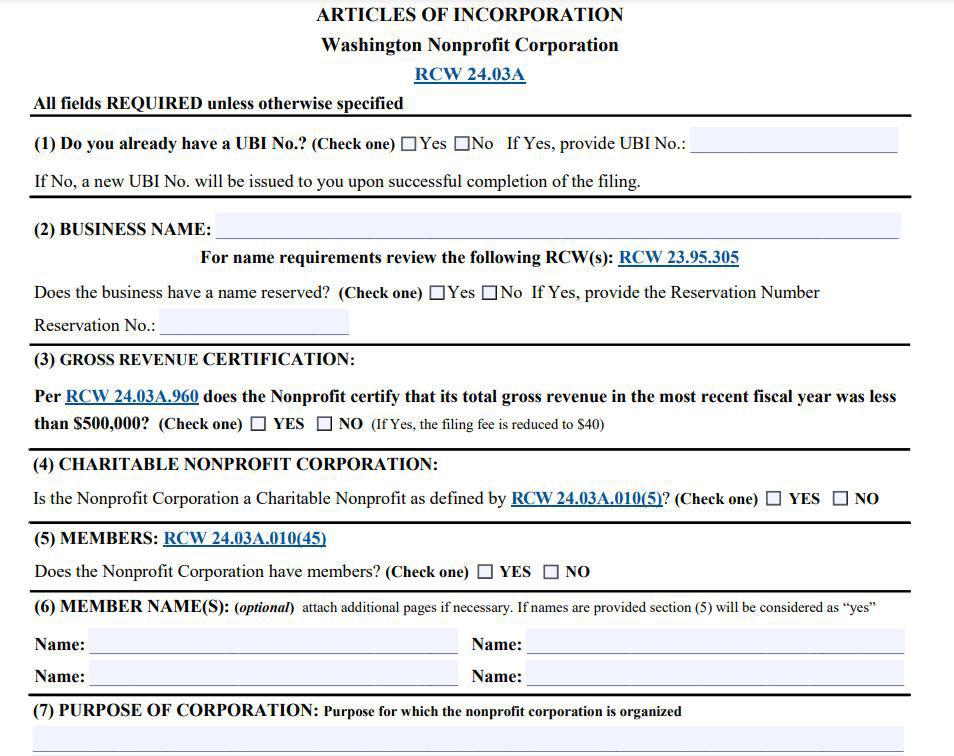 ARTICLES OF INCORPORATION
Washington Nonprofit Corporation
RCW 24.03A
All fields REQUIRED unless otherwise specified
(1) Do you already have a UBI No.? (Check one) ☐Yes ☐No If Yes, provide UBI No.:
If No, a new UBI No. will be issued to you upon successful completion of the filing.
(2) BUSINESS NAME:
For name requirements review the following RCW(s): RCW 23.95.305
Does the business have a name reserved? (Check one) ☐Yes ☐No If Yes, provide the Reservation Number
Reservation No.:
(3) GROSS REVENUE CERTIFICATION:
Per RCW 24.03A.960 does the Nonprofit certify that its total gross revenue in the most recent fiscal year was less
than $500,000? (Check one) ☐ YES ☐ NO (If Yes, the filing fee is reduced to $40)
(4) CHARITABLE NONPROFIT CORPORATION:
Is the Nonprofit Corporation a Charitable Nonprofit as defined by RCW 24.03A.010(5)? (Check one) ☐ YES ☐ NO
(5) MEMBERS: RCW 24.03A.010(45)
Does the Nonprofit Corporation have members? (Check one) ☐ YES ☐ NO
(6) MEMBER NAME(S): (optional) attach additional pages if necessary. If names are provided section (5) will be considered as “yes”
Name: Name:
Name: Name:
(7) PURPOSE OF CORPORATION: Purpose for which the nonprofit corporation is organized